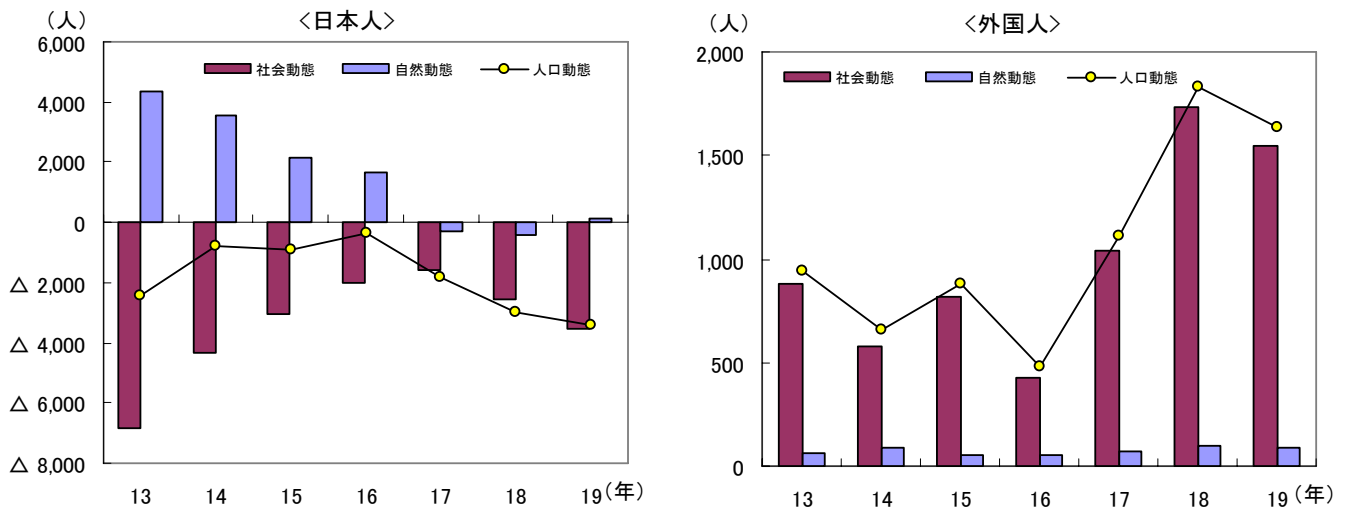 （人）
<日本人>
6,000
4,000
2,000
0
△ 2,000
△ 4,000
△ 6,000
△ 8,000
社会動態 自然動態 人口動態
13 14 15 16 17 18 19（年）
（人）
<外国人>
2,000
1,500
1,000
500
0
社会動態 自然動態 人口動態
13 14 15 16 17 18 19（年）